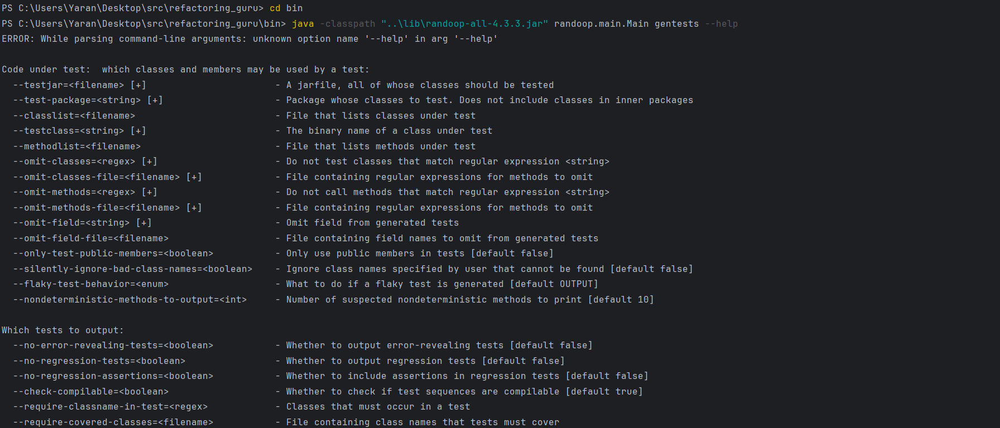 PS C:\Users\Yaran\Desktop\src\refactoring_guru> cd bin
PS C:\Users\Yaran\Desktop\src\refactoring_guru\bin> java -classpath "..\lib\randoop-all-4.3.3.jar" randoop.main.Main gentests --help
ERROR: While parsing command-line arguments: unknown option name '--help' in arg '--help'

Code under test:  which classes and members may be used by a test:
  --testjar=<filename> [+]                       - A jarfile, all of whose classes should be tested
  --test-package=<string> [+]                    - Package whose classes to test. Does not include classes in inner packages
  --classlist=<filename>                         - File that lists classes under test
  --testclass=<string> [+]                       - The binary name of a class under test
  --methodlist=<filename>                        - File that lists methods under test
  --omit-classes=<regex> [+]                     - Do not test classes that match regular expression <string>
  --omit-classes-file=<filename> [+]             - File containing regular expressions for methods to omit
  --omit-methods=<regex> [+]                     - Do not call methods that match regular expression <string>
  --omit-methods-file=<filename> [+]             - File containing regular expressions for methods to omit
  --omit-field=<string> [+]                      - Omit field from generated tests
  --omit-field-file=<filename>                   - File containing field names to omit from generated tests
  --only-test-public-members=<boolean>           - Only use public members in tests [default false]
  --silently-ignore-bad-class-names=<boolean>    - Ignore class names specified by user that cannot be found [default false]
  --flaky-test-behavior=<enum>                   - What to do if a flaky test is generated [default OUTPUT]
  --nondeterministic-methods-to-output=<int>     - Number of suspected nondeterministic methods to print [default 10]

Which tests to output:
  --no-error-revealing-tests=<boolean>           - Whether to output error-revealing tests [default false]
  --no-regression-tests=<boolean>                - Whether to output regression tests [default false]
  --no-regression-assertions=<boolean>           - Whether to include assertions in regression tests [default false]
  --check-compilable=<boolean>                   - Whether to check if test sequences are compilable [default true]
  --require-classname-in-test=<regex>            - Classes that must occur in a test
  --require-covered-classes=<filename>           - File containing class names that tests must cover